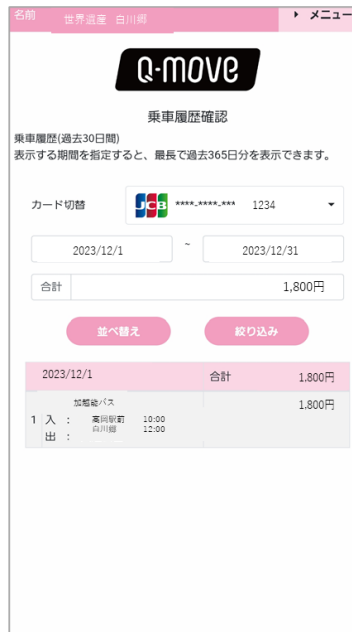 名前 世界遺産 白川郷 ▶ メニュー
Q-move
乗車履歴確認
乗車履歴(過去30日間)
表示する期間を指定すると、最長で過去365日分を表示できます。
カード切替 JCB ****-****-*** 1234
2023/12/1 ~ 2023/12/31
合計 1,800円
並べ替え 絞り込み
2023/12/1 合計 1,800円
加越能バス 1,800円
1 入 : 高岡駅前 10:00
出 : 白川郷 12:00